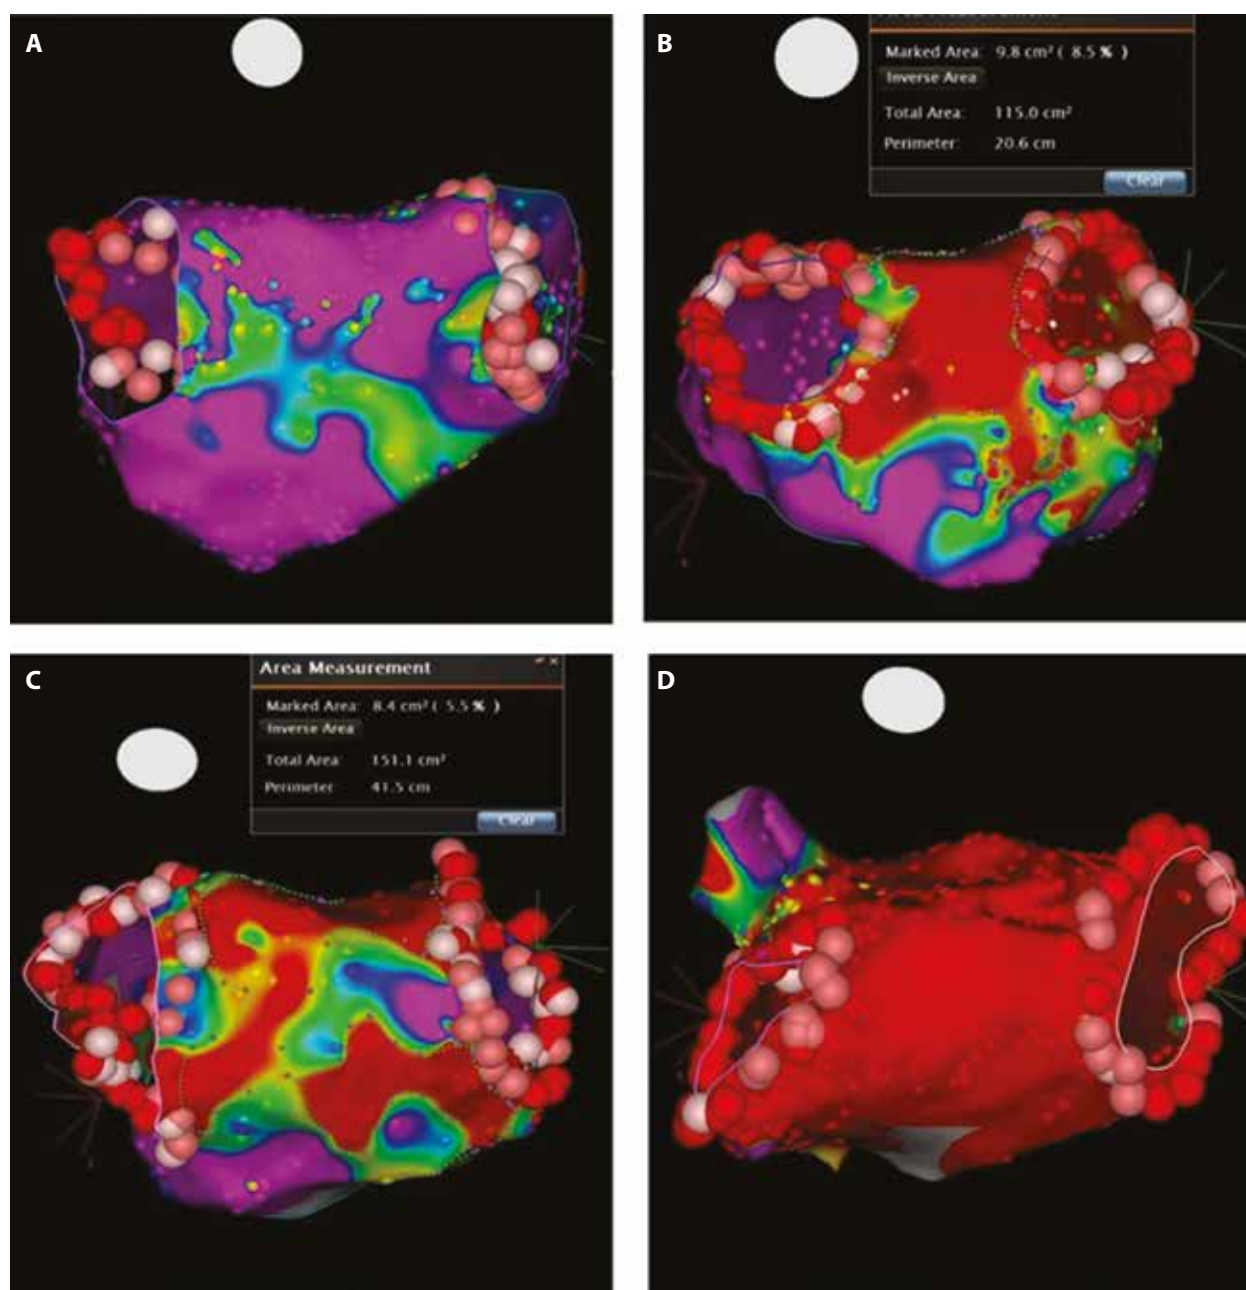 A
B
Marked Area: 9.8 cm² ( 8.5 % )
Inverse Area
Total Area: 115.0 cm²
Perimeter: 20.6 cm
Clear
C
Area Measurement
Marked Area: 8.4 cm² ( 5.5 % )
Inverse Area
Total Area: 151.1 cm²
Perimeter: 41.5 cm
Clear
D